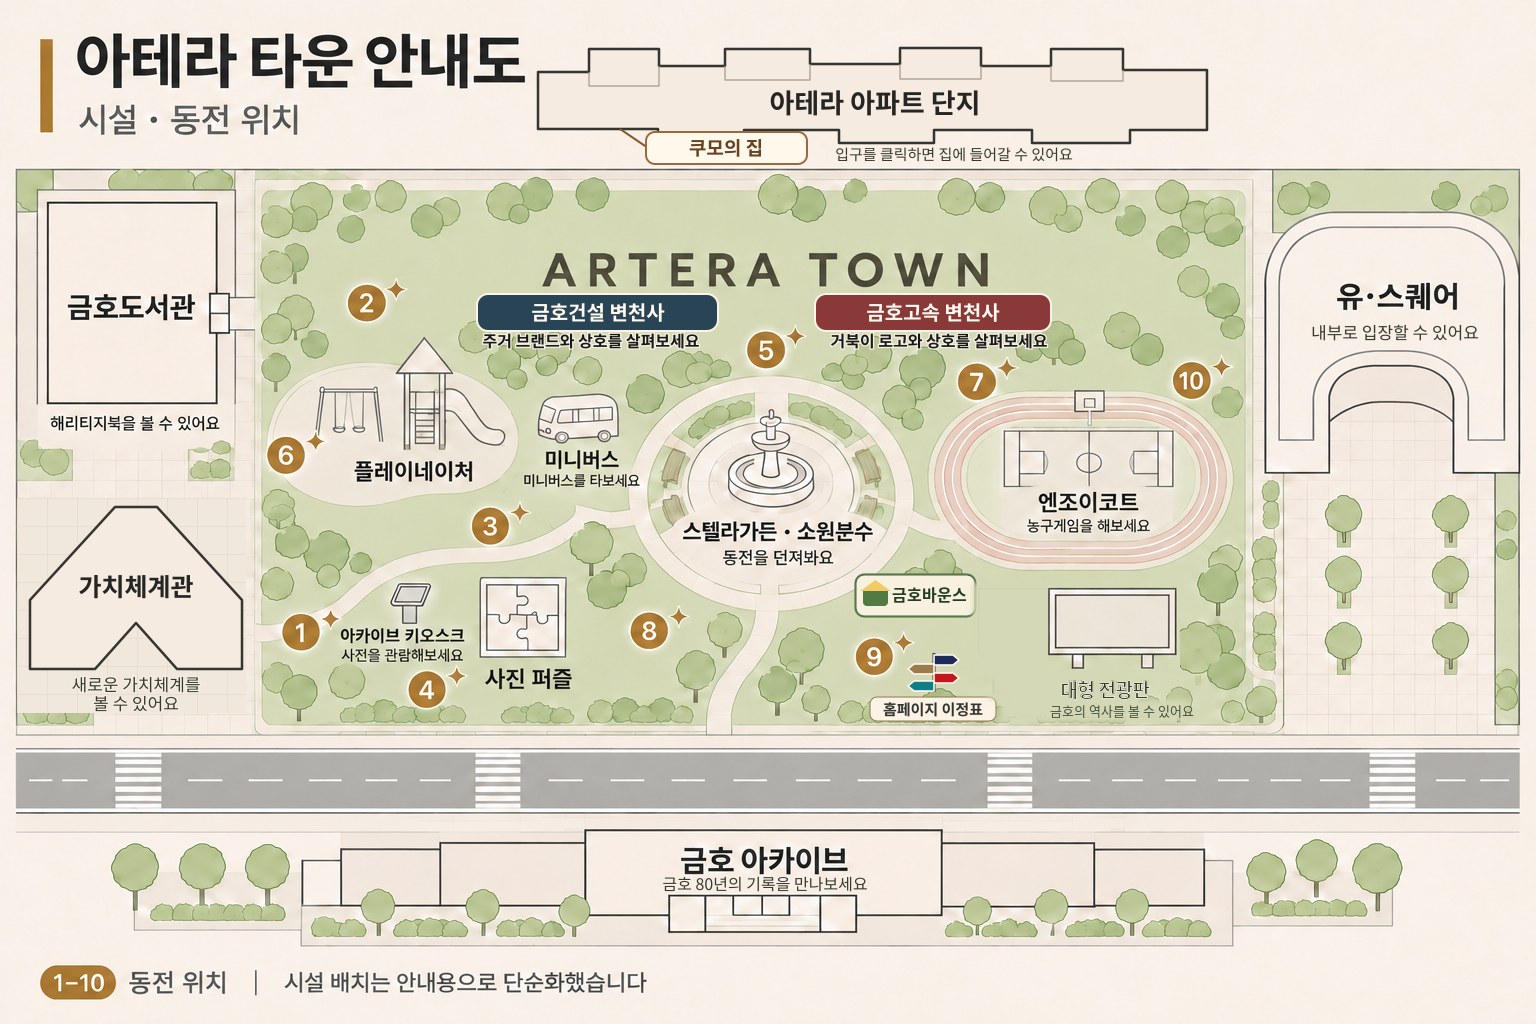 아테라 타운 안내도
시설 · 동전 위치
아테라 아파트 단지
쿠모의 집
입구를 클릭하면 집에 들어갈 수 있어요
금호도서관
해리티지북을 볼 수 있어요
가치체계관
새로운 가치체계를
볼 수 있어요
ARTERA TOWN
2
금호건설 변천사
주거 브랜드와 상호를 살펴보세요
5
금호고속 변천사
거북이 로고와 상호를 살펴보세요
7
10
유·스퀘어
내부로 입장할 수 있어요
6
플레이네이처
미니버스
미니버스를 타보세요
3
스텔라가든 · 소원분수
동전을 던져봐요
엔조이코트
농구게임을 해보세요
1
아카이브 키오스크
사전을 관람해보세요
4
사진 퍼즐
8
금호바운스
9
홈페이지 이정표
대형 전광판
금호의 역사를 볼 수 있어요
금호 아카이브
금호 80년의 기록을 만나보세요
1–10 동전 위치 | 시설 배치는 안내용으로 단순화했습니다